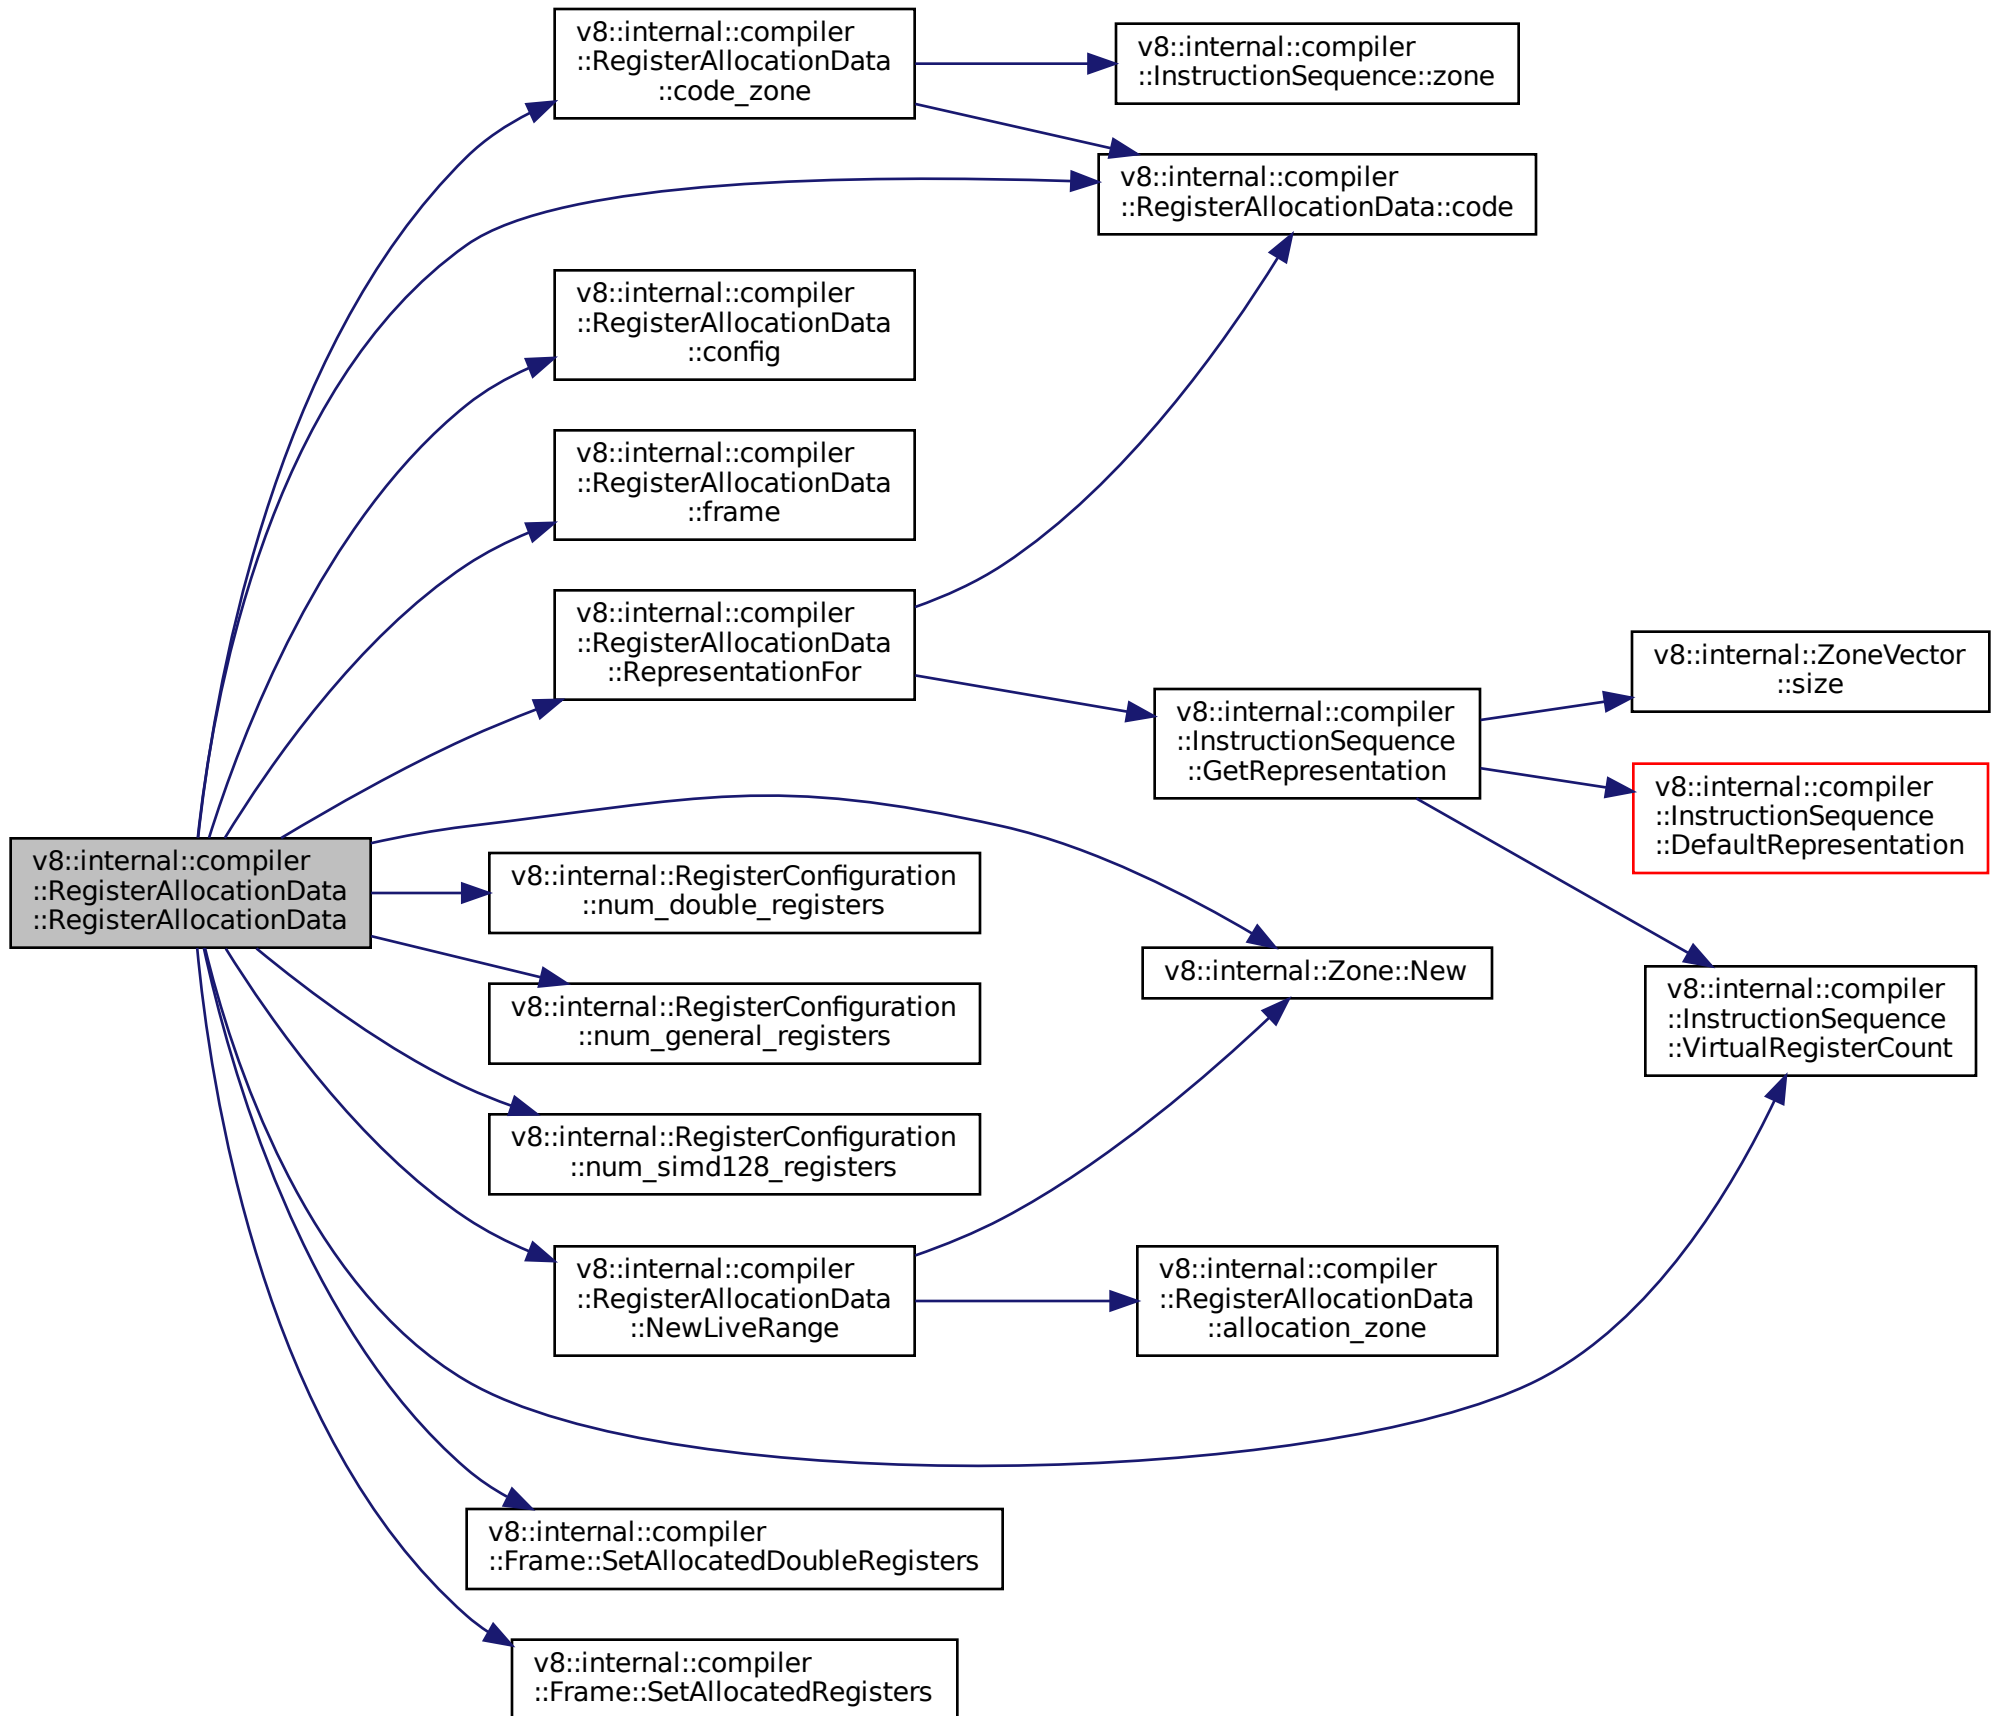 v8::internal::compiler
::RegisterAllocationData
::code_zone
v8::internal::compiler
::InstructionSequence::zone
v8::internal::compiler
::RegisterAllocationData::code
v8::internal::compiler
::RegisterAllocationData
::config
v8::internal::compiler
::RegisterAllocationData
::frame
v8::internal::compiler
::RegisterAllocationData
::RepresentationFor
v8::internal::ZoneVector
::size
v8::internal::compiler
::InstructionSequence
::GetRepresentation
v8::internal::compiler
::InstructionSequence
::DefaultRepresentation
v8::internal::compiler
::RegisterAllocationData
::RegisterAllocationData
v8::internal::RegisterConfiguration
::num_double_registers
v8::internal::Zone::New
v8::internal::compiler
::InstructionSequence
::VirtualRegisterCount
v8::internal::RegisterConfiguration
::num_general_registers
v8::internal::RegisterConfiguration
::num_simd128_registers
v8::internal::compiler
::RegisterAllocationData
::NewLiveRange
v8::internal::compiler
::RegisterAllocationData
::allocation_zone
v8::internal::compiler
::Frame::SetAllocatedDoubleRegisters
v8::internal::compiler
::Frame::SetAllocatedRegisters